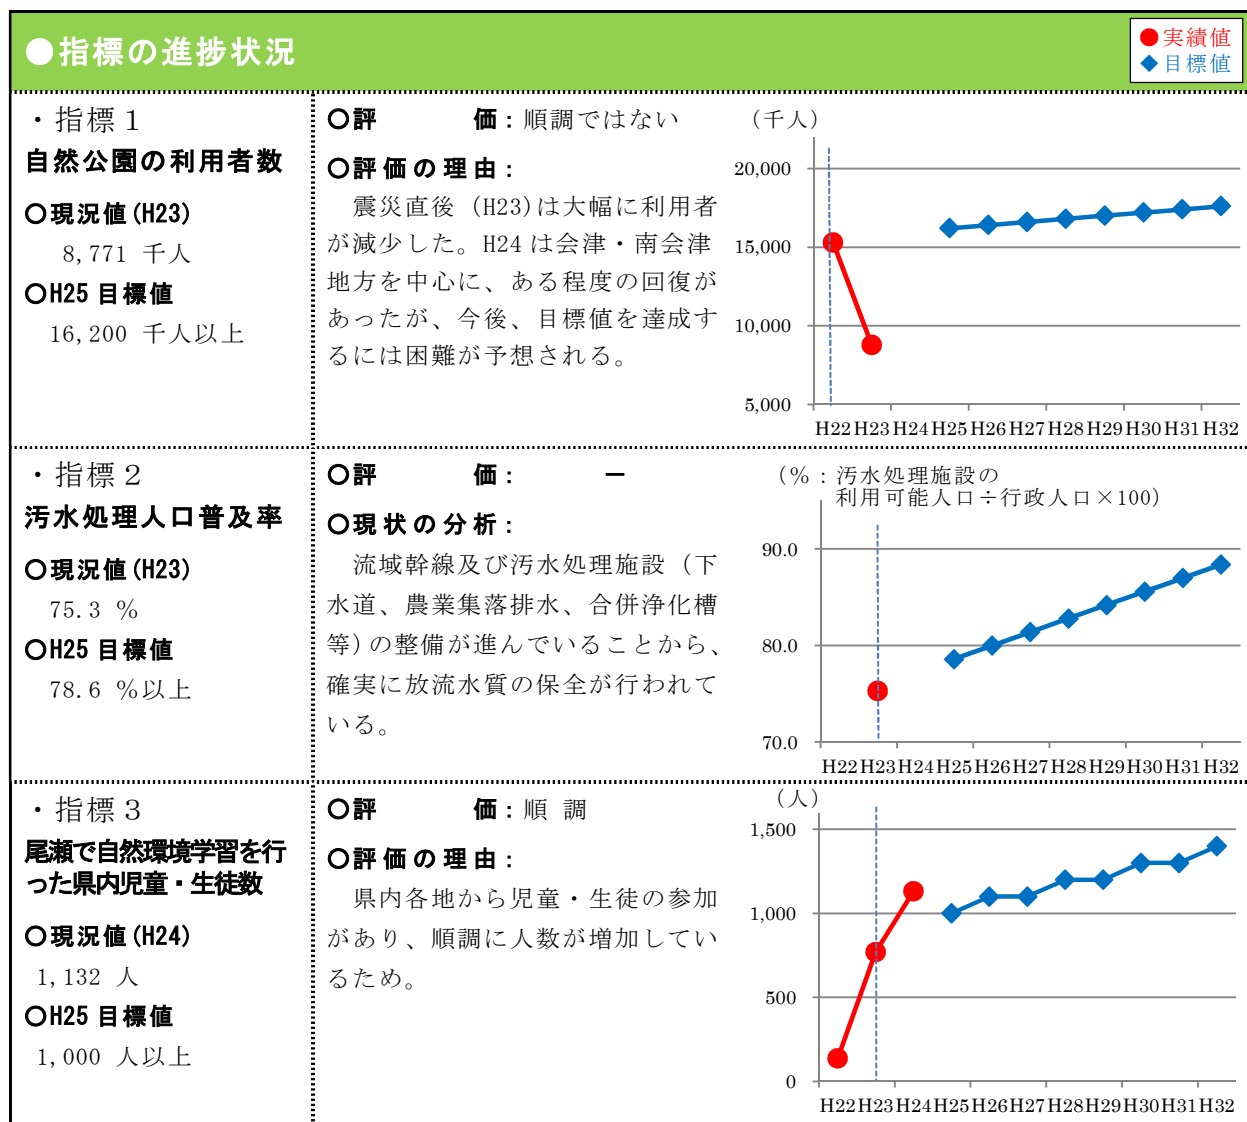 ●指標の進捗状況
●実績値
◆目標値
・指標１
自然公園の利用者数
○現況値(H23)
8,771 千人
○H25 目標値
16,200 千人以上
○評　　　価：順調ではない
○評価の理由：
震災直後（H23)は大幅に利用者
が減少した。H24 は会津・南会津
地方を中心に、ある程度の回復が
あったが、今後、目標値を達成す
るには困難が予想される。
（千人）
20,000
15,000
10,000
5,000
H22 H23 H24 H25 H26 H27 H28 H29 H30 H31 H32
・指標２
汚水処理人口普及率
○現況値(H23)
75.3 ％
○H25 目標値
78.6 ％以上
○評　　　価：　　－
○現状の分析：
流域幹線及び汚水処理施設（下
水道、農業集落排水、合併浄化槽
等)の整備が進んでいることから、
確実に放流水質の保全が行われて
いる。
（%：汚水処理施設の
利用可能人口÷行政人口×100）
90.0
80.0
70.0
H22 H23 H24 H25 H26 H27 H28 H29 H30 H31 H32
・指標３
尾瀬で自然環境学習を行
った県内児童・生徒数
○現況値(H24)
1,132 人
○H25 目標値
1,000 人以上
○評　　　価：順 調
○評価の理由：
県内各地から児童・生徒の参加
があり、順調に人数が増加してい
るため。
（人）
1,500
1,000
500
0
H22 H23 H24 H25 H26 H27 H28 H29 H30 H31 H32